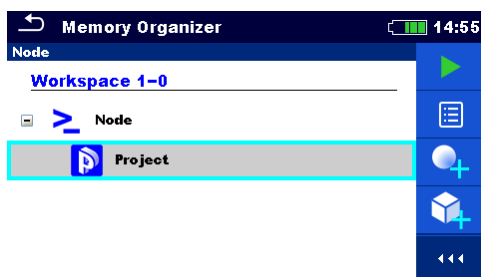 Memory Organizer 14:55
Node
Workspace 1-0
Node
Project